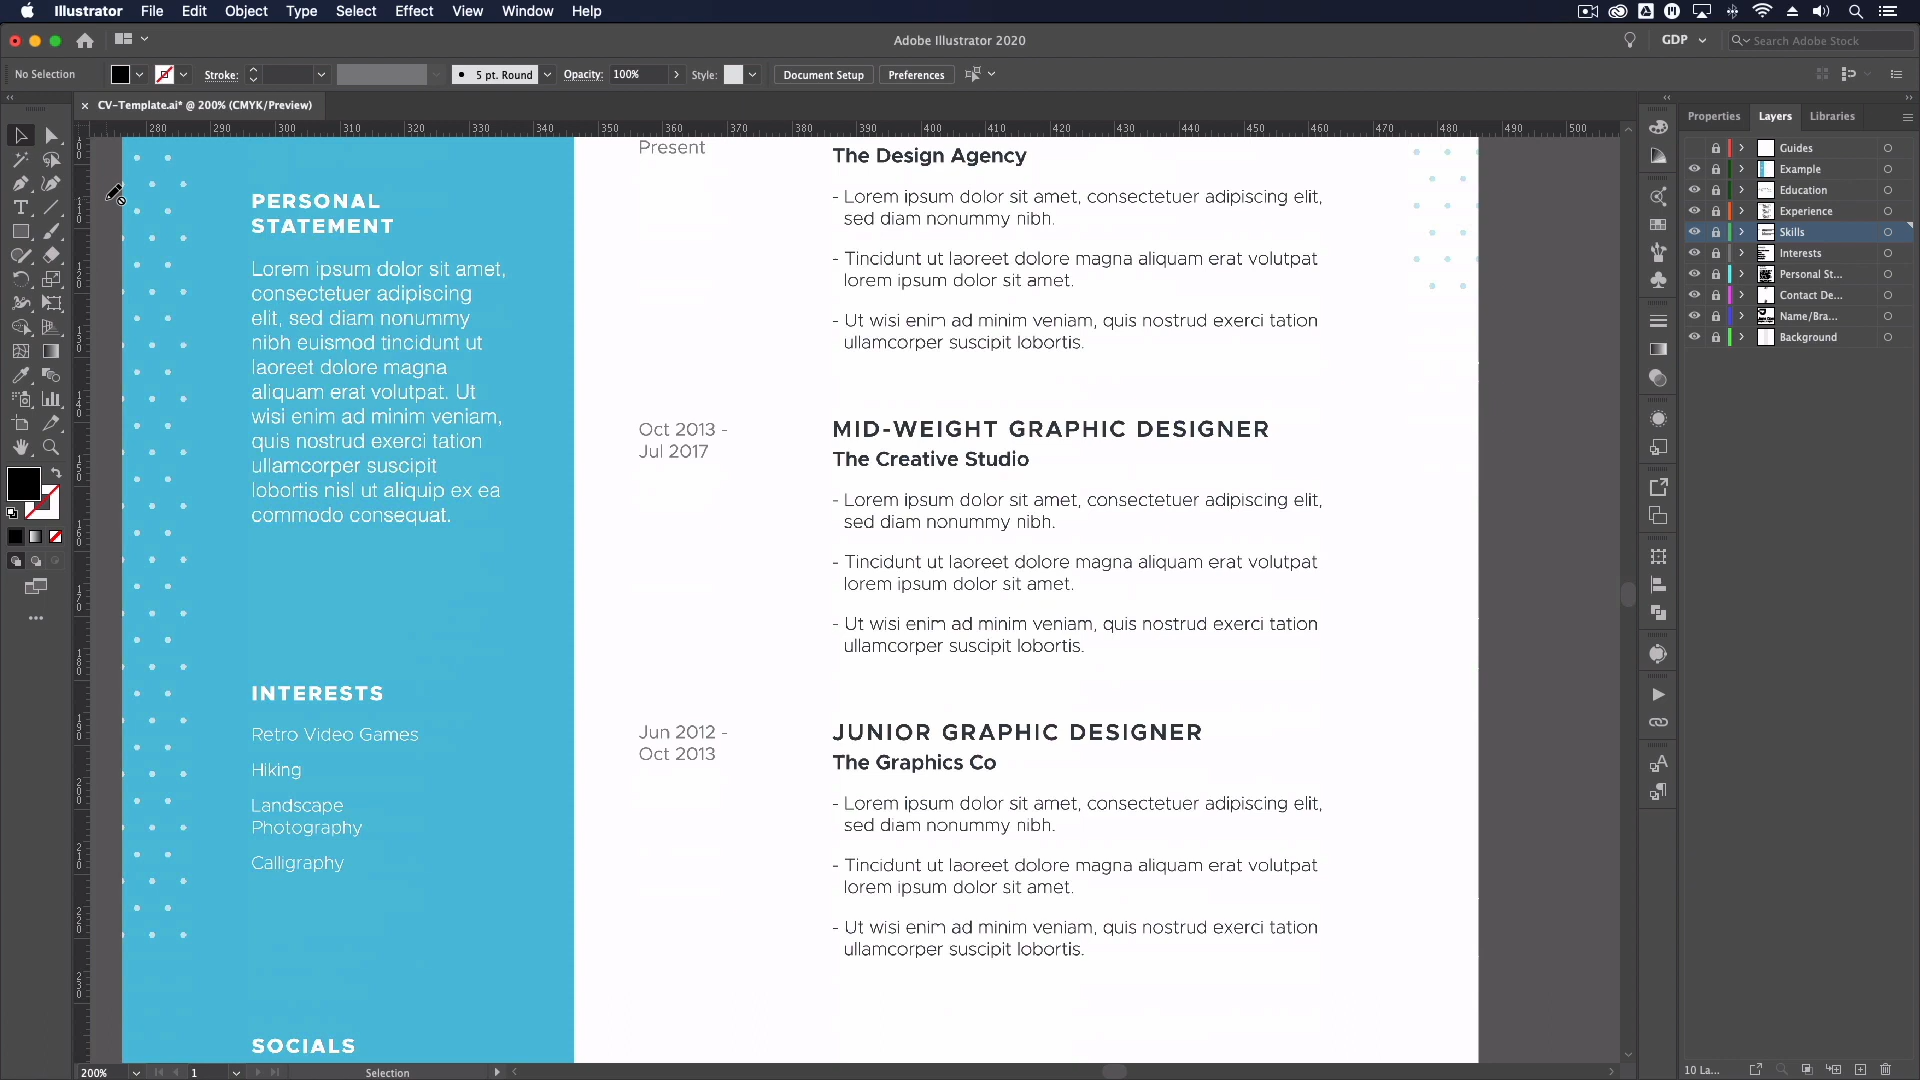 Illustrator File Edit Object Type Select Effect View Window Help
Adobe Illustrator 2020
GDP
Search Adobe Stock
No Selection
Stroke:
5 pt. Round
Opacity: 100%
Style:
Document Setup
Preferences
× CV-Template.ai* @ 200% (CMYK/Preview)
280 290 300 310 320 330 340 350 360 370 380 390 400 410 420 430 440 450 460 470 480 490 500
PERSONAL
STATEMENT
Lorem ipsum dolor sit amet,
consectetuer adipiscing
elit, sed diam nonummy
nibh euismod tincidunt ut
laoreet dolore magna
aliquam erat volutpat. Ut
wisi enim ad minim veniam,
quis nostrud exerci tation
ullamcorper suscipit
lobortis nisl ut aliquip ex ea
commodo consequat.
INTERESTS
Retro Video Games
Hiking
Landscape
Photography
Calligraphy
SOCIALS
Present
The Design Agency
- Lorem ipsum dolor sit amet, consectetuer adipiscing elit,
sed diam nonummy nibh.
- Tincidunt ut laoreet dolore magna aliquam erat volutpat
lorem ipsum dolor sit amet.
- Ut wisi enim ad minim veniam, quis nostrud exerci tation
ullamcorper suscipit lobortis.
Oct 2013 -
Jul 2017
MID-WEIGHT GRAPHIC DESIGNER
The Creative Studio
- Lorem ipsum dolor sit amet, consectetuer adipiscing elit,
sed diam nonummy nibh.
- Tincidunt ut laoreet dolore magna aliquam erat volutpat
lorem ipsum dolor sit amet.
- Ut wisi enim ad minim veniam, quis nostrud exerci tation
ullamcorper suscipit lobortis.
Jun 2012 -
Oct 2013
JUNIOR GRAPHIC DESIGNER
The Graphics Co
- Lorem ipsum dolor sit amet, consectetuer adipiscing elit,
sed diam nonummy nibh.
- Tincidunt ut laoreet dolore magna aliquam erat volutpat
lorem ipsum dolor sit amet.
- Ut wisi enim ad minim veniam, quis nostrud exerci tation
ullamcorper suscipit lobortis.
Properties Layers Libraries
Guides
Example
Education
Experience
Skills
Interests
Personal St...
Contact De...
Name/Bra...
Background
10 La...
200%
1
Selection